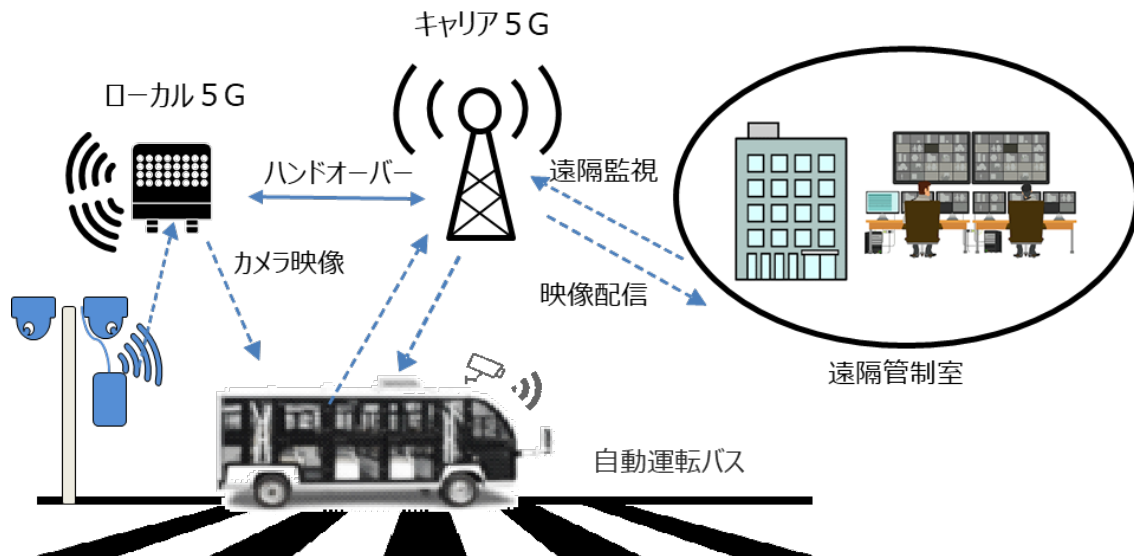 キャリア５G
ローカル５G
ハンドオーバー
遠隔監視
カメラ映像
映像配信
遠隔管制室
自動運転バス